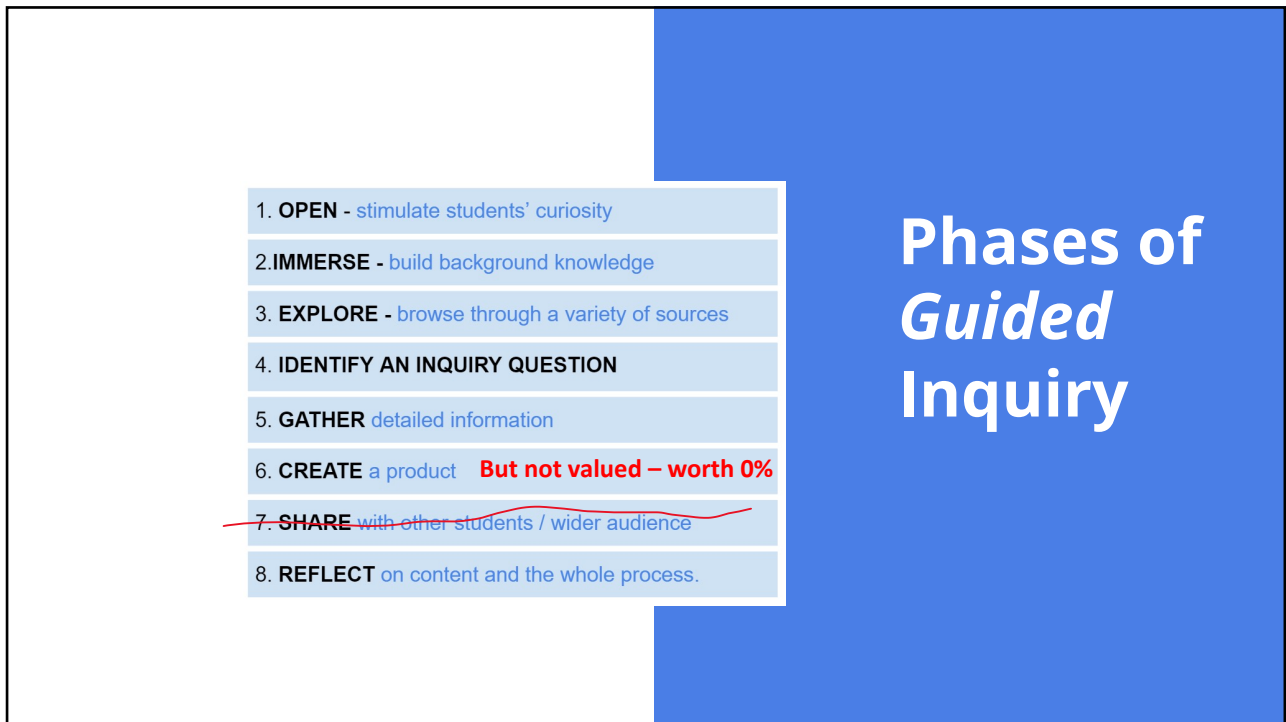 1. OPEN - stimulate students’ curiosity
2.IMMERSE - build background knowledge
3. EXPLORE - browse through a variety of sources
4. IDENTIFY AN INQUIRY QUESTION
5. GATHER detailed information
6. CREATE a product But not valued – worth 0%
7. SHARE with other students / wider audience
8. REFLECT on content and the whole process.
Phases of
Guided
Inquiry